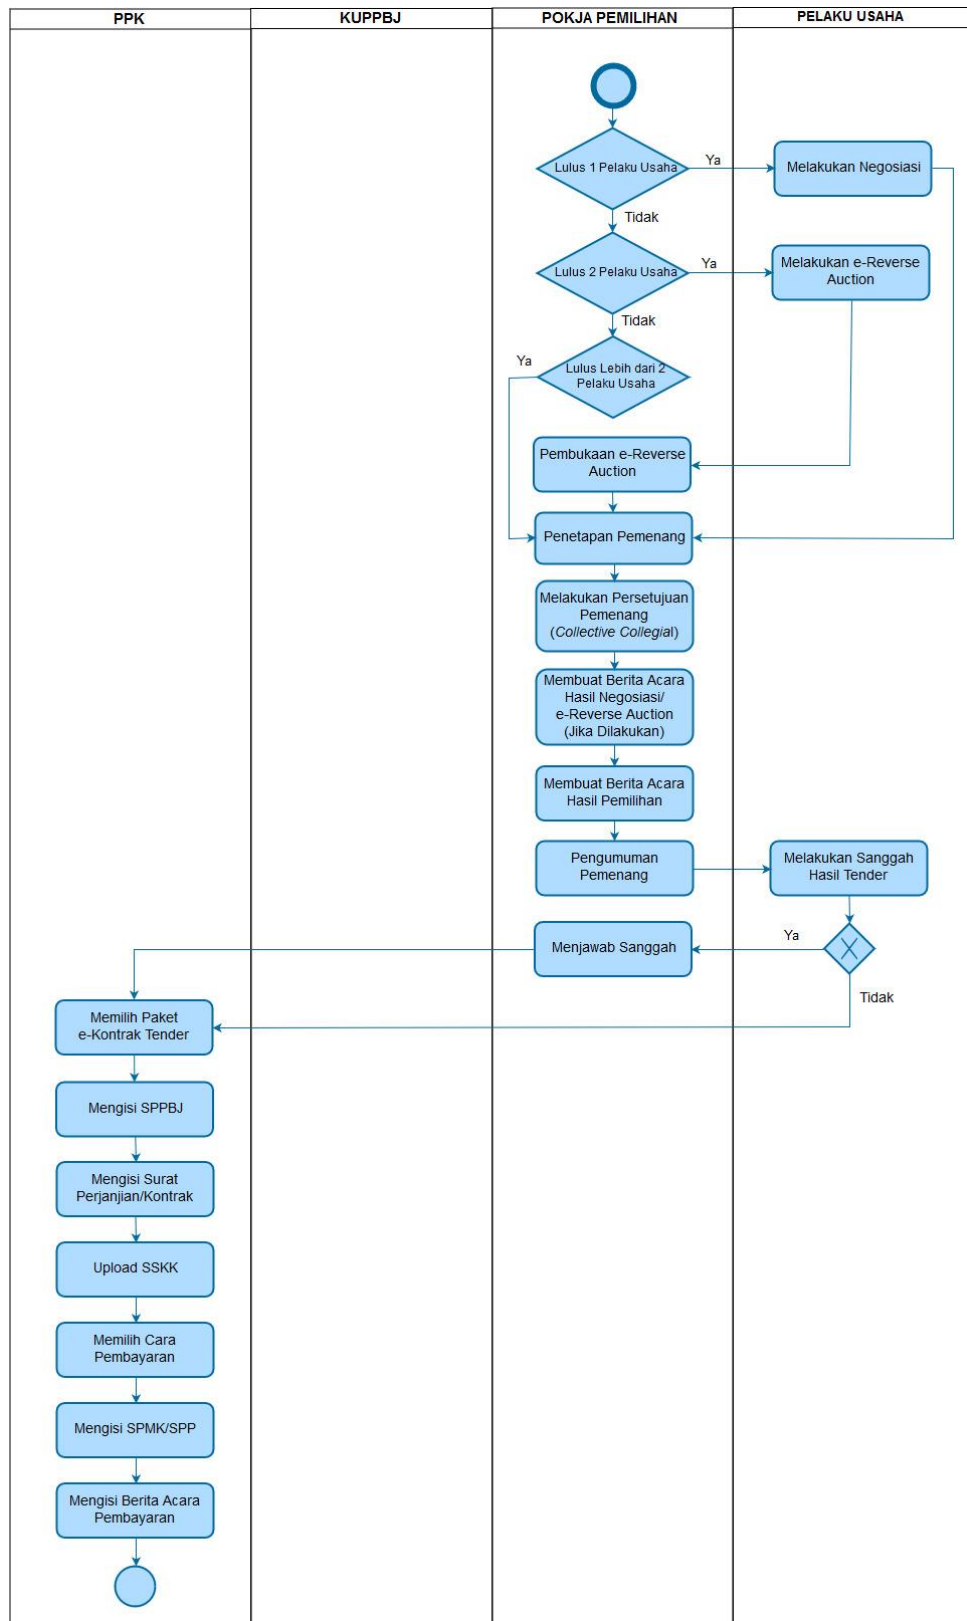 PPK
KUPPBJ
POKJA PEMILIHAN
PELAKU USAHA
Lulus 1 Pelaku Usaha
Ya
Melakukan Negosiasi
Tidak
Lulus 2 Pelaku Usaha
Ya
Melakukan e-Reverse
Auction
Tidak
Ya
Lulus Lebih dari 2
Pelaku Usaha
Pembukaan e-Reverse
Auction
Penetapan Pemenang
Melakukan Persetujuan
Pemenang
(Collective Collegial)
Membuat Berita Acara
Hasil Negosiasi/
e-Reverse Auction
(Jika Dilakukan)
Membuat Berita Acara
Hasil Pemilihan
Pengumuman
Pemenang
Melakukan Sanggah
Hasil Tender
X
Ya
Menjawab Sanggah
Tidak
Memilih Paket
e-Kontrak Tender
Mengisi SPPBJ
Mengisi Surat
Perjanjian/Kontrak
Upload SSKK
Memilih Cara
Pembayaran
Mengisi SPMK/SPP
Mengisi Berita Acara
Pembayaran